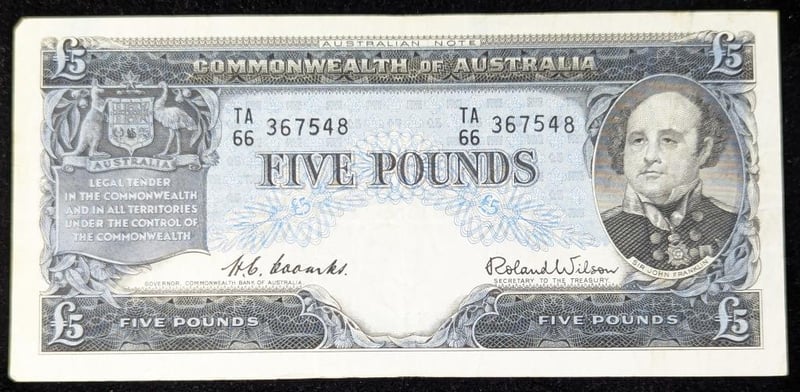 AUSTRALIAN NOTE
£5 COMMONWEALTH OF AUSTRALIA £5
TA
66 367548
TA
66 367548
FIVE POUNDS
£5 £5
AUSTRALIA
LEGAL TENDER
IN THE COMMONWEALTH
AND IN ALL TERRITORIES
UNDER THE CONTROL OF
THE COMMONWEALTH
SIR JOHN FRANKLIN
H.C. Coombs.
GOVERNOR, COMMONWEALTH BANK OF AUSTRALIA.
Roland Wilson
SECRETARY TO THE TREASURY.
£5 FIVE POUNDS
FIVE POUNDS £5